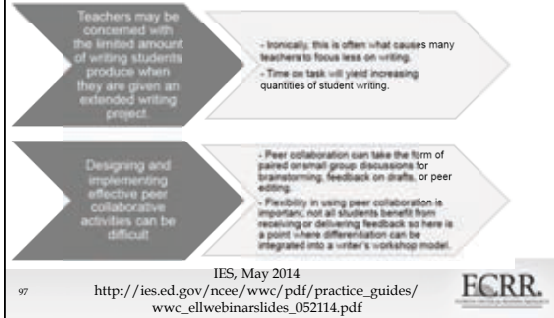 Teachers may be
concerned with
the limited amount
of writing students
produce when
they are given an
extended writing
project.
- Ironically, this is often what causes many
teachers to focus less on writing.
- Time on task will yield increasing
quantities of student writing.
Designing and
implementing
effective peer
collaborative
activities can be
difficult
- Peer collaboration can take the form of
paired or small group discussions for
brainstorming, feedback on drafts, or peer
editing.
- Flexibility in using peer collaboration is
important, not all students benefit from
receiving or delivering feedback so here is
a point where differentiation can be
integrated into a writer's workshop model.
IES, May 2014
97
http://ies.ed.gov/ncee/wwc/pdf/practice_guides/
wwc_ellwebinarslides_052114.pdf
FCRR.